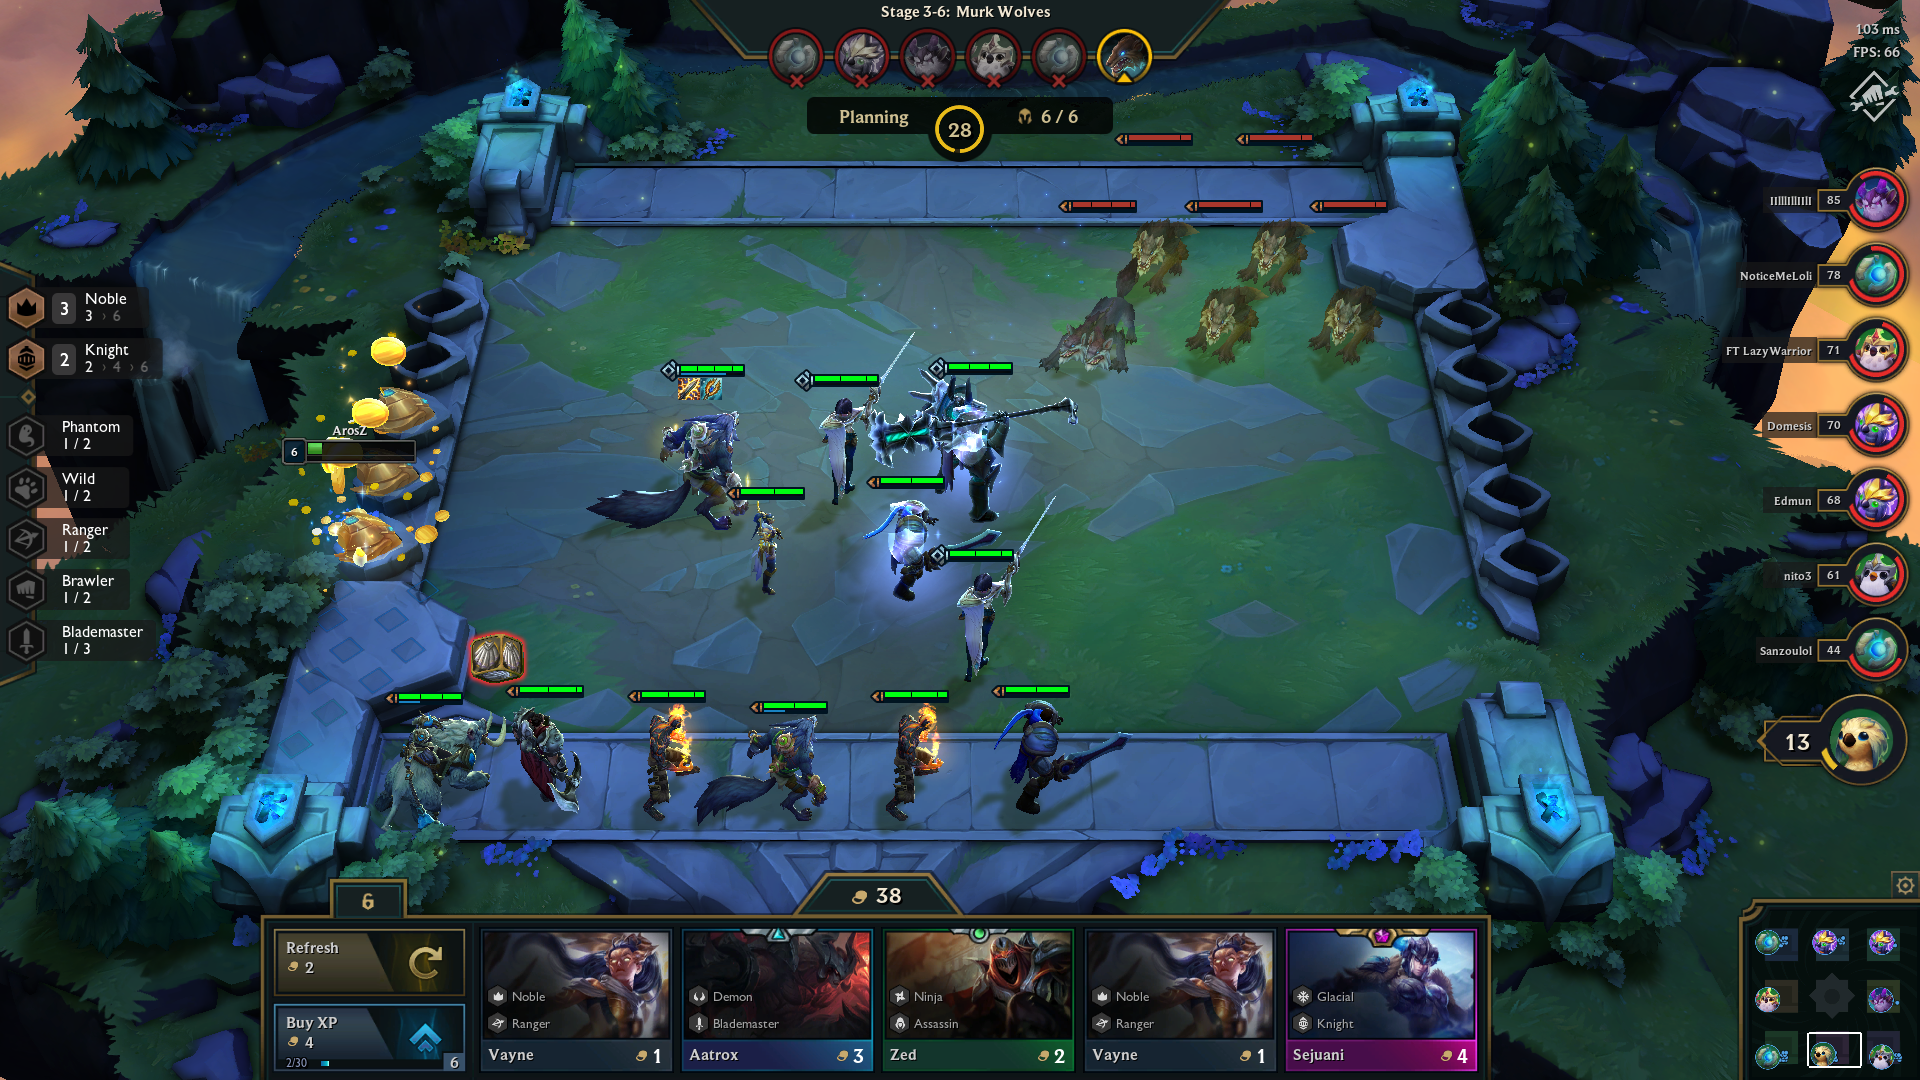 Stage 3-6: Murk Wolves
103 ms
FPS: 66
Planning
28
6 / 6
85
NoticeMeLoli
78
FT LazyWarrior
71
Domesis
70
Edmun
68
nito3
61
Sanzoulol
44
13
3
Noble
3 › 6
2
Knight
2 › 4 › 6
Phantom
1 / 2
Wild
1 / 2
Ranger
1 / 2
Brawler
1 / 2
Blademaster
1 / 3
ArosZ
6
6
38
Refresh
2
Buy XP
4
2/30
6
Noble
Ranger
Vayne
1
Demon
Blademaster
Aatrox
3
Ninja
Assassin
Zed
2
Noble
Ranger
Vayne
1
Glacial
Knight
Sejuani
4